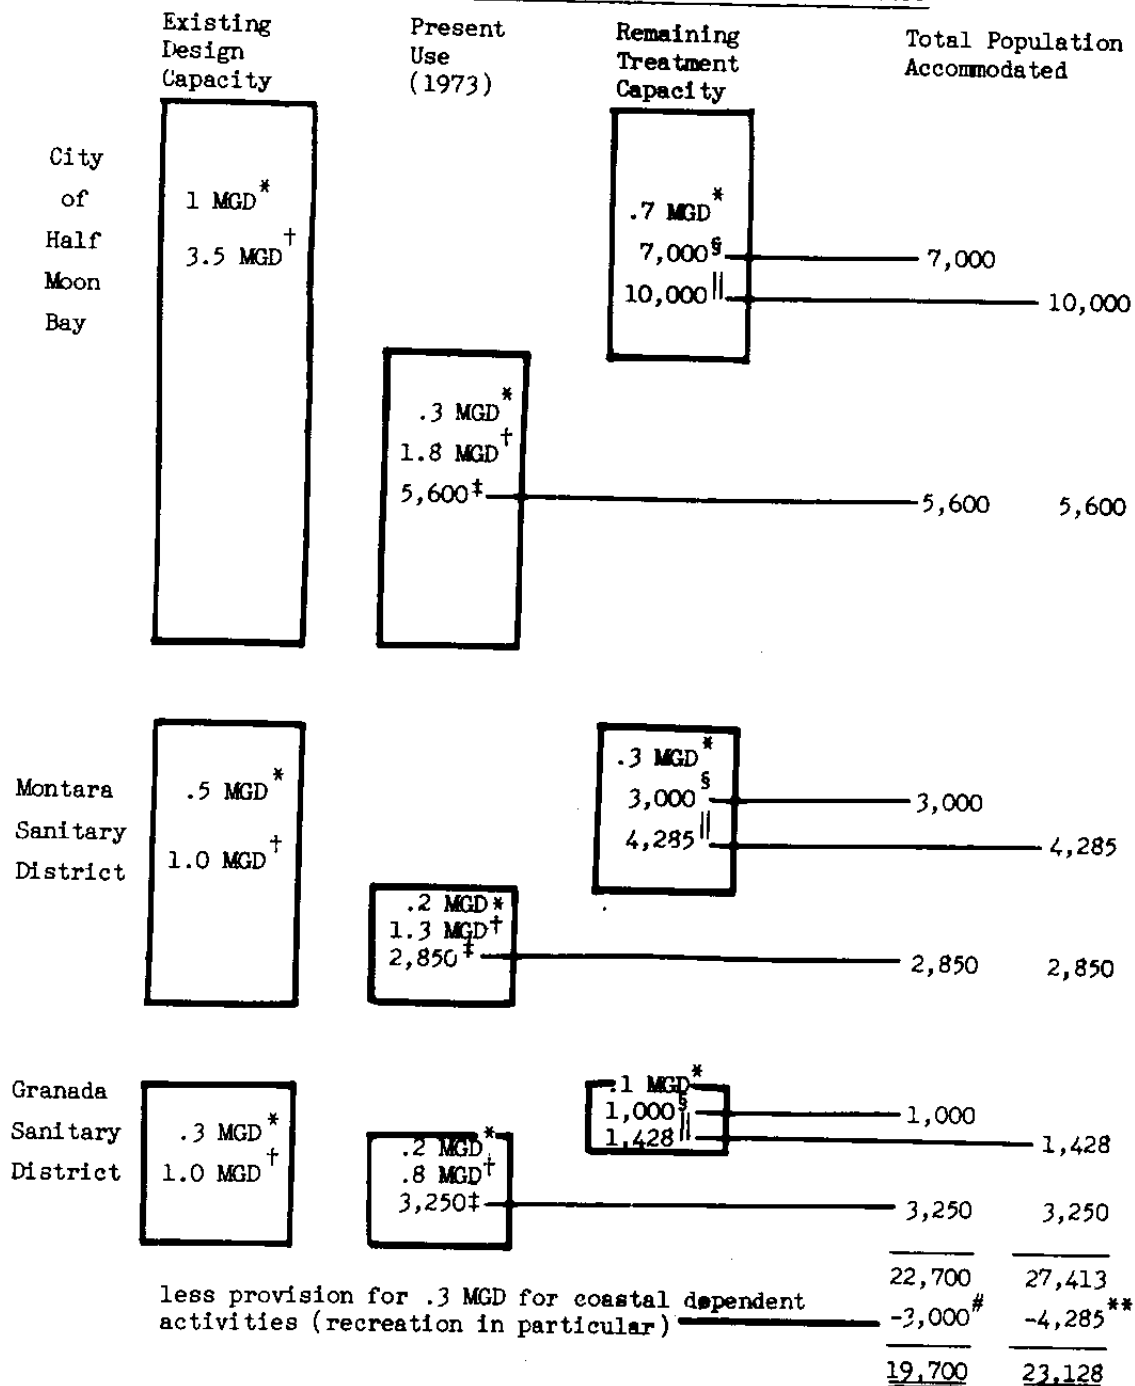 Existing Design Capacity
Present Use (1973)
Remaining Treatment Capacity
Total Population Accommodated
City of Half Moon Bay
1 MGD*
3.5 MGD†
.7 MGD*
7,000§ 7,000
10,000|| 10,000
.3 MGD*
1.8 MGD†
5,600‡ 5,600 5,600
Montara Sanitary District
.5 MGD*
1.0 MGD†
.3 MGD*
3,000§ 3,000
4,285|| 4,285
.2 MGD*
1.3 MGD†
2,850‡ 2,850 2,850
Granada Sanitary District
.3 MGD*
1.0 MGD†
.1 MGD*
1,000§ 1,000
1,428|| 1,428
.2 MGD*
.8 MGD†
3,250‡ 3,250 3,250
22,700 27,413
less provision for .3 MGD for coastal dependent
activities (recreation in particular) -3,000# -4,285**
19,700 23,128